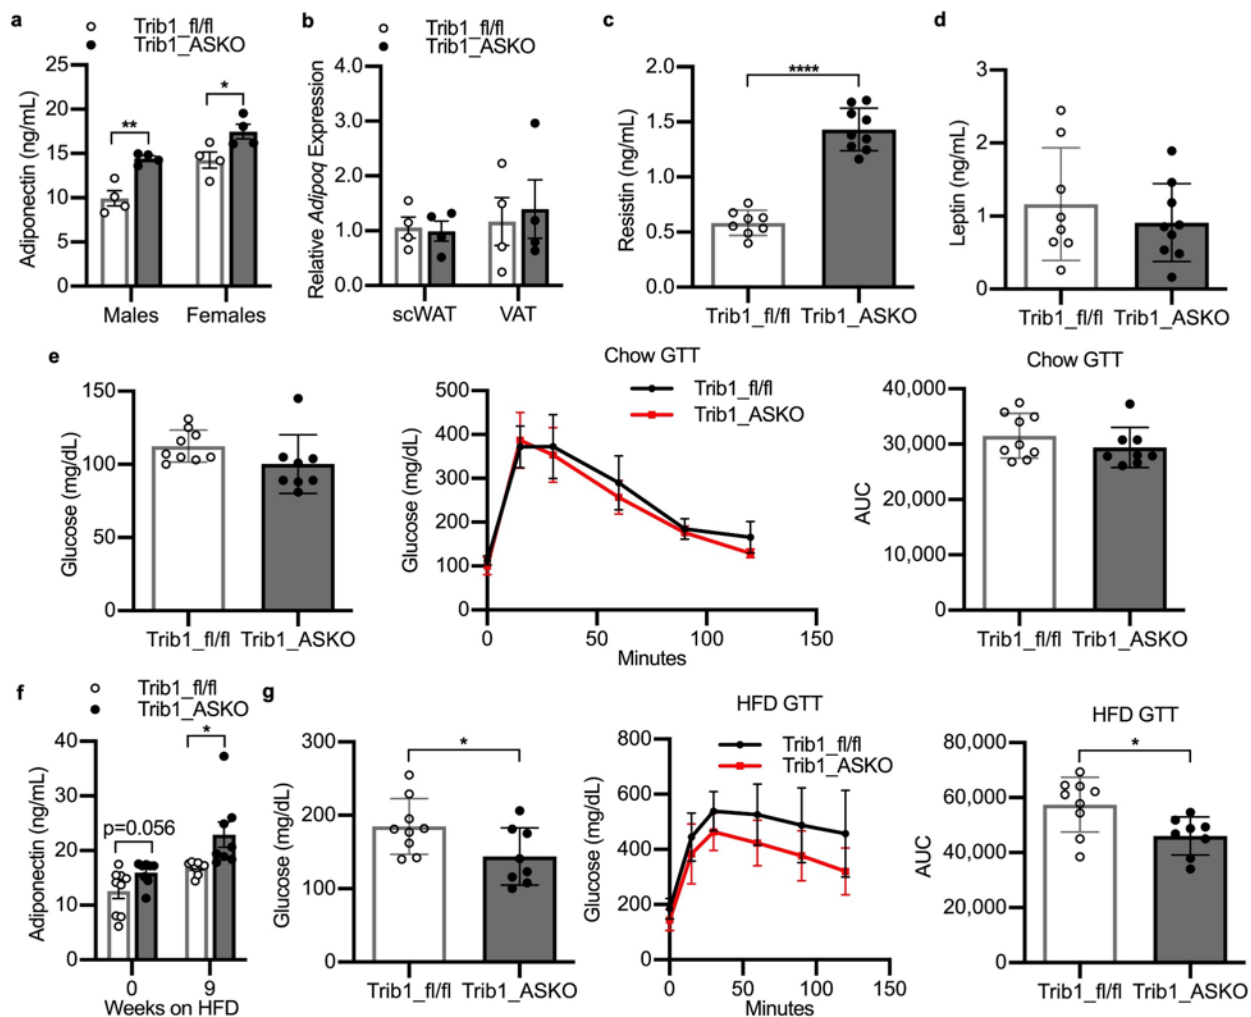 a
Trib1_fl/fl
Trib1_ASKO
Adiponectin (ng/mL)
25
20
15
10
5
0
**
*
Males
Females
b
Trib1_fl/fl
Trib1_ASKO
Relative Adipoq Expression
4.0
3.0
2.0
1.0
0.0
scWAT
VAT
c
Resistin (ng/mL)
2.0
1.5
1.0
0.5
0.0
****
Trib1_fl/fl
Trib1_ASKO
d
Leptin (ng/mL)
3
2
1
0
Trib1_fl/fl
Trib1_ASKO
e
Glucose (mg/dL)
150
100
50
0
Trib1_fl/fl
Trib1_ASKO
Chow GTT
Trib1_fl/fl
Trib1_ASKO
Glucose (mg/dL)
500
400
300
200
100
0
0
50
100
150
Minutes
Chow GTT
AUC
40,000
30,000
20,000
10,000
0
Trib1_fl/fl
Trib1_ASKO
f
Trib1_fl/fl
Trib1_ASKO
Adiponectin (ng/mL)
40
30
20
10
0
p=0.056
*
0
9
Weeks on HFD
g
Glucose (mg/dL)
300
200
100
0
*
Trib1_fl/fl
Trib1_ASKO
HFD GTT
Trib1_fl/fl
Trib1_ASKO
Glucose (mg/dL)
800
600
400
200
0
0
50
100
150
Minutes
HFD GTT
AUC
80,000
60,000
40,000
20,000
0
*
Trib1_fl/fl
Trib1_ASKO